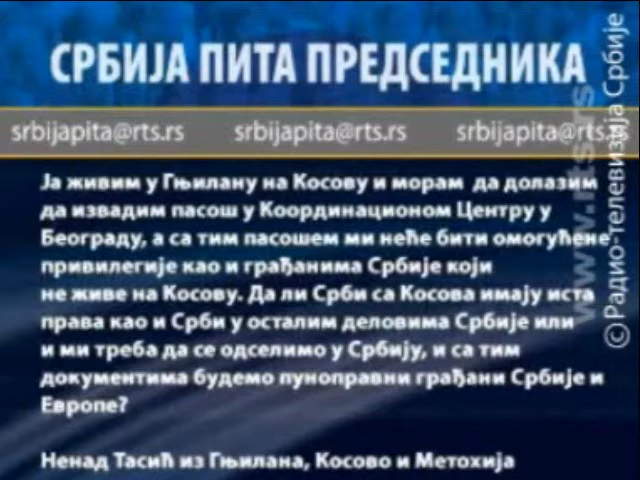 СРБИЈА ПИТА ПРЕДСЕДНИКА
srbijapita@rts.rs srbijapita@rts.rs srbijapita@rts.rs
Ја живим у Гњилану на Косову и морам да долазим
да извадим пасош у Координационом Центру у
Београду, а са тим пасошем ми неће бити омогућене
привилегије као и грађанима Србије који
не живе на Косову. Да ли Срби са Косова имају иста
права као и Срби у осталим деловима Србије или
и ми треба да се одселимо у Србију, и са тим
документима будемо пуноправни грађани Србије и
Европе?
Ненад Тасић из Гњилана, Косово и Метохија
www.rts.rs
© Радио-телевизија Србије